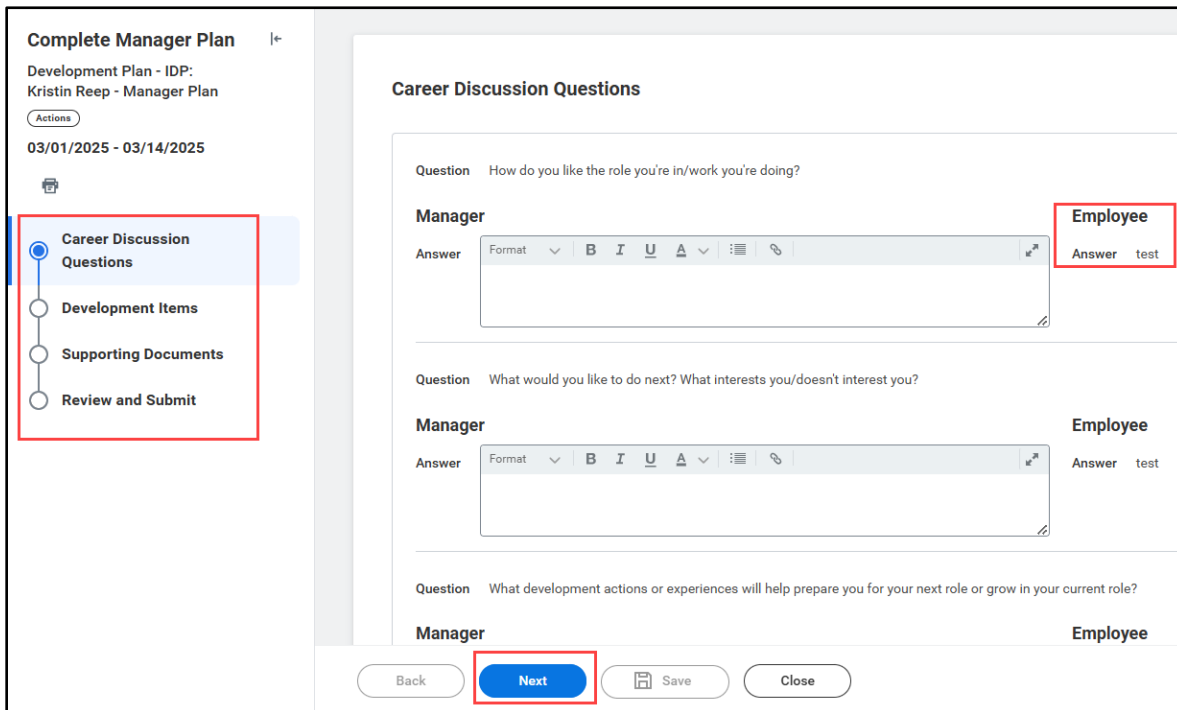 Complete Manager Plan
Development Plan - IDP:
Kristin Reep - Manager Plan
Actions
03/01/2025 - 03/14/2025
Career Discussion
Questions
Development Items
Supporting Documents
Review and Submit
Career Discussion Questions
Question How do you like the role you're in/work you're doing?
Manager Employee
Answer Format B I U A Answer test
Question What would you like to do next? What interests you/doesn't interest you?
Manager Employee
Answer Format B I U A Answer test
Question What development actions or experiences will help prepare you for your next role or grow in your current role?
Manager Employee
Back Next Save Close